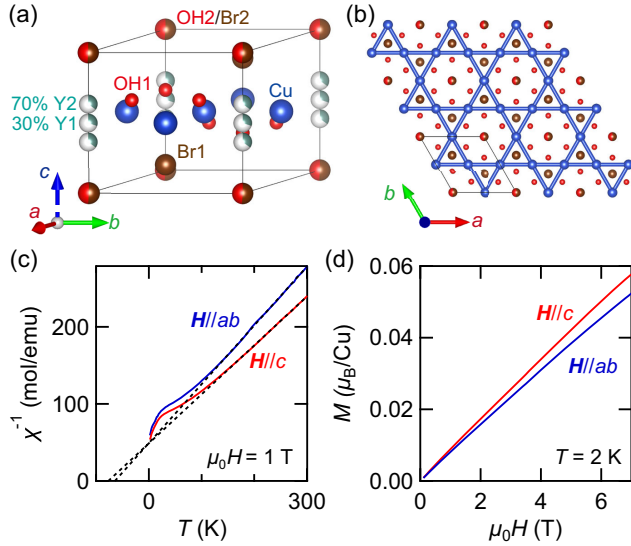 (a)
OH2/Br2
OH1
Cu
70% Y2
30% Y1
Br1
c
a
b
(b)
b
a
(c)
χ⁻¹ (mol/emu)
200
100
0
H//ab
H//c
μ₀H = 1 T
0
300
T (K)
(d)
M (μB/Cu)
0.06
0.04
0.02
0.00
H//c
H//ab
T = 2 K
0
2
4
6
μ₀H (T)